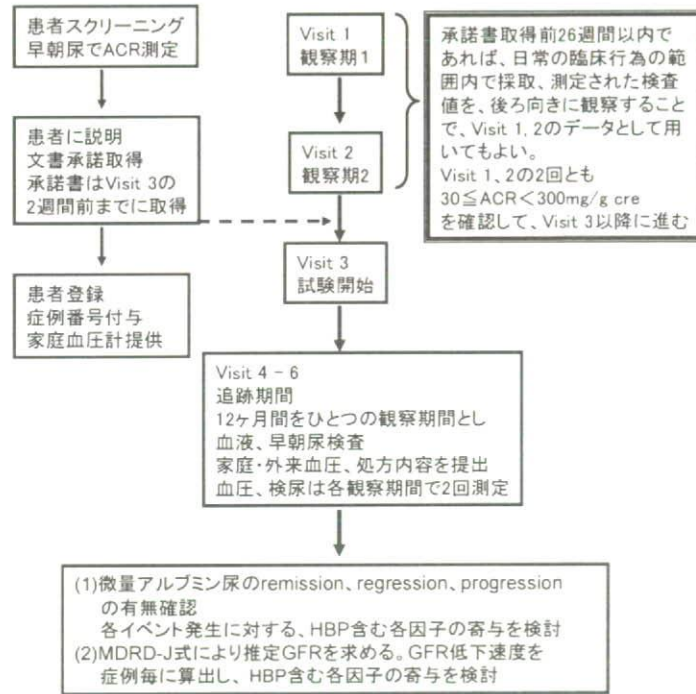 患者スクリーニング
早朝尿でACR測定
患者に説明
文書承諾取得
承諾書はVisit 3の
2週間前までに取得
患者登録
症例番号付与
家庭血圧計提供
Visit 1
観察期1
Visit 2
観察期2
承諾書取得前26週間以内で
あれば、日常の臨床行為の範
囲内で採取、測定された検査
値を、後ろ向きに観察すること
で、Visit 1, 2のデータとして用
いてもよい。
Visit 1、2の2回とも
30≦ACR<300mg/g cre
を確認して、Visit 3以降に進む
Visit 3
試験開始
Visit 4 - 6
追跡期間
12ヶ月間をひとつの観察期間とし
血液、早朝尿検査
家庭・外来血圧、処方内容を提出
血圧、検尿は各観察期間で2回測定
(1)微量アルブミン尿のremission、regression、progression
の有無確認
各イベント発生に対する、HBP含む各因子の寄与を検討
(2)MDRD-J式により推定GFRを求める。GFR低下速度を
症例毎に算出し、HBP含む各因子の寄与を検討